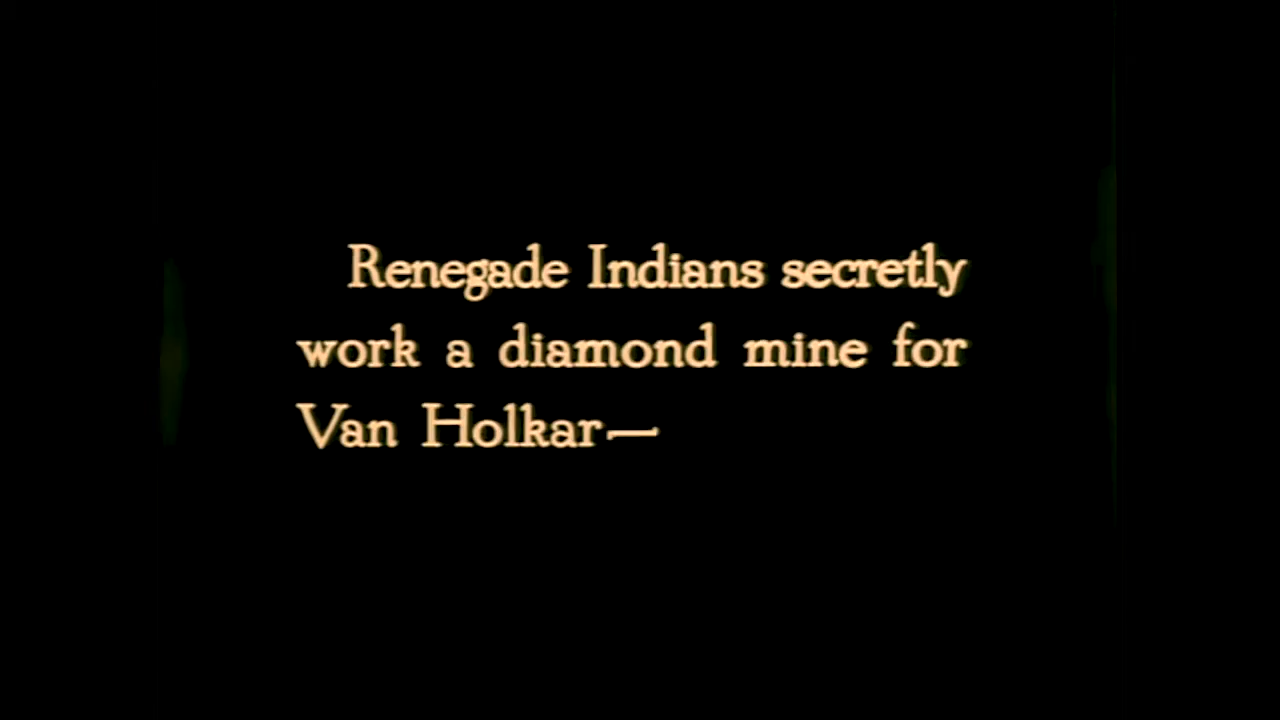 Renegade Indians secretly
work a diamond mine for
Van Holkar—